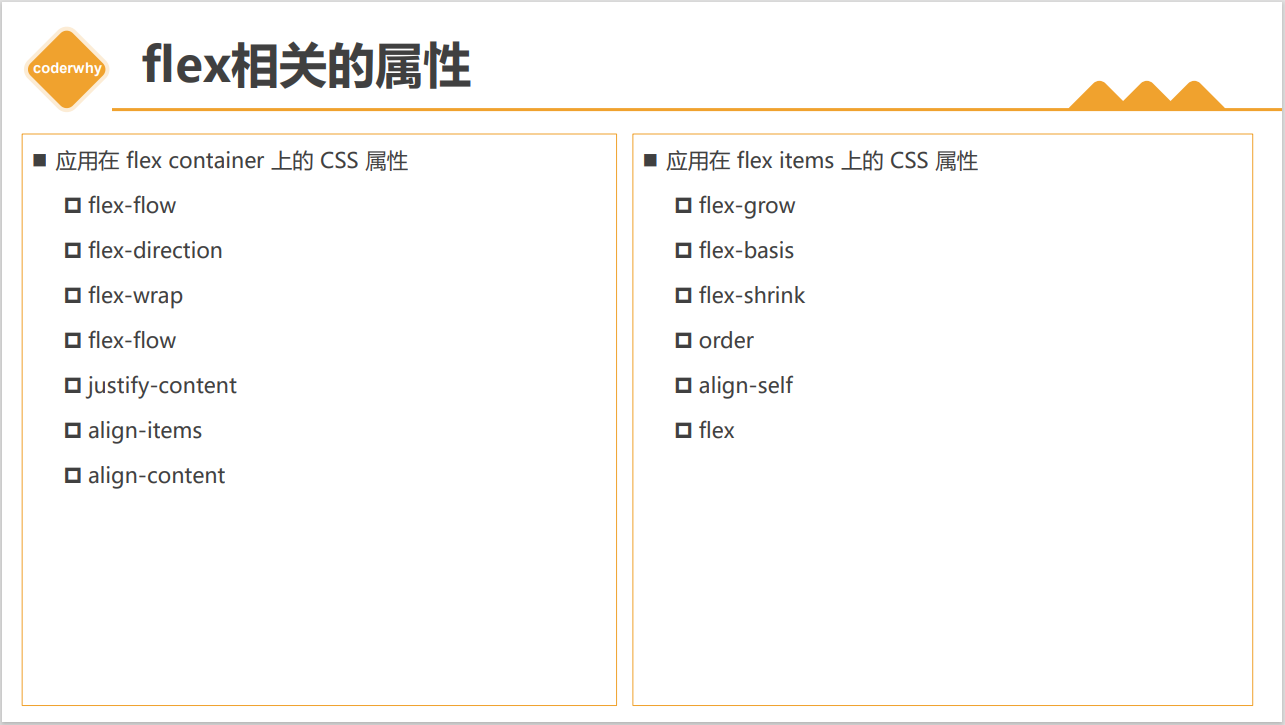 coderwhy
flex相关的属性
应用在 flex container 上的 CSS 属性
flex-flow
flex-direction
flex-wrap
flex-flow
justify-content
align-items
align-content
应用在 flex items 上的 CSS 属性
flex-grow
flex-basis
flex-shrink
order
align-self
flex